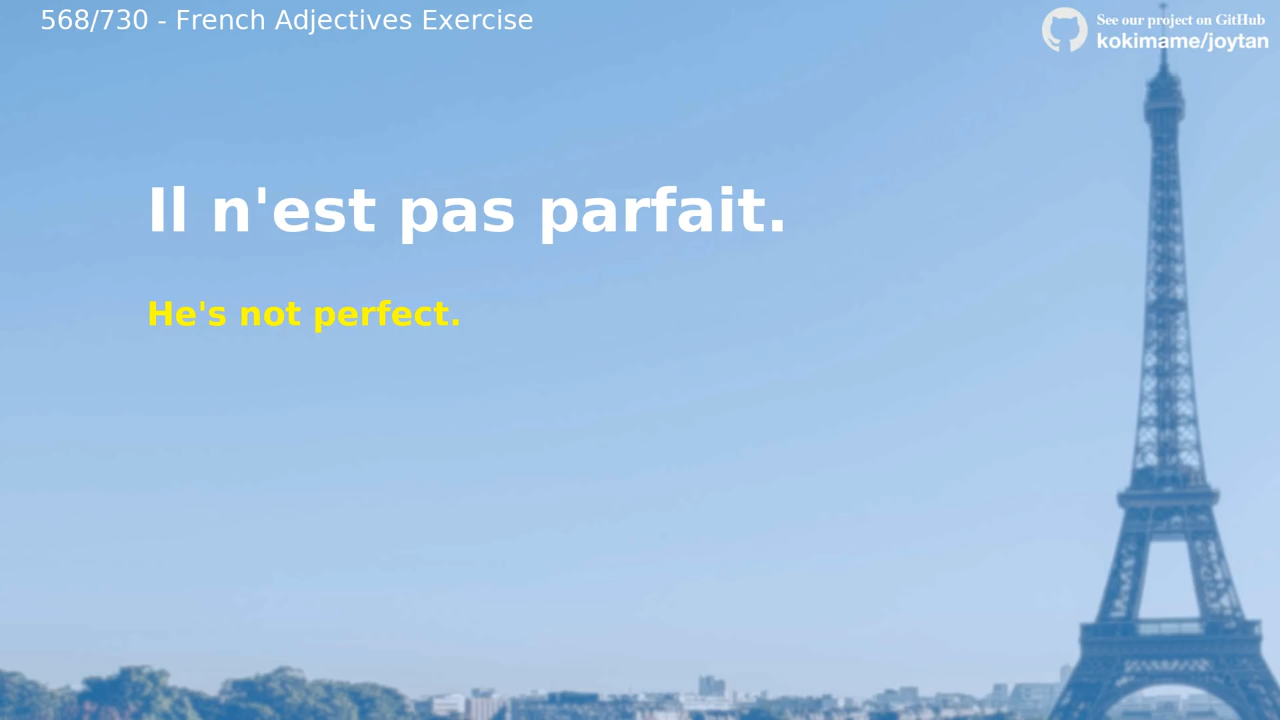 568/730 - French Adjectives Exercise
See our project on GitHub
kokimame/joytan
Il n'est pas parfait.
He's not perfect.